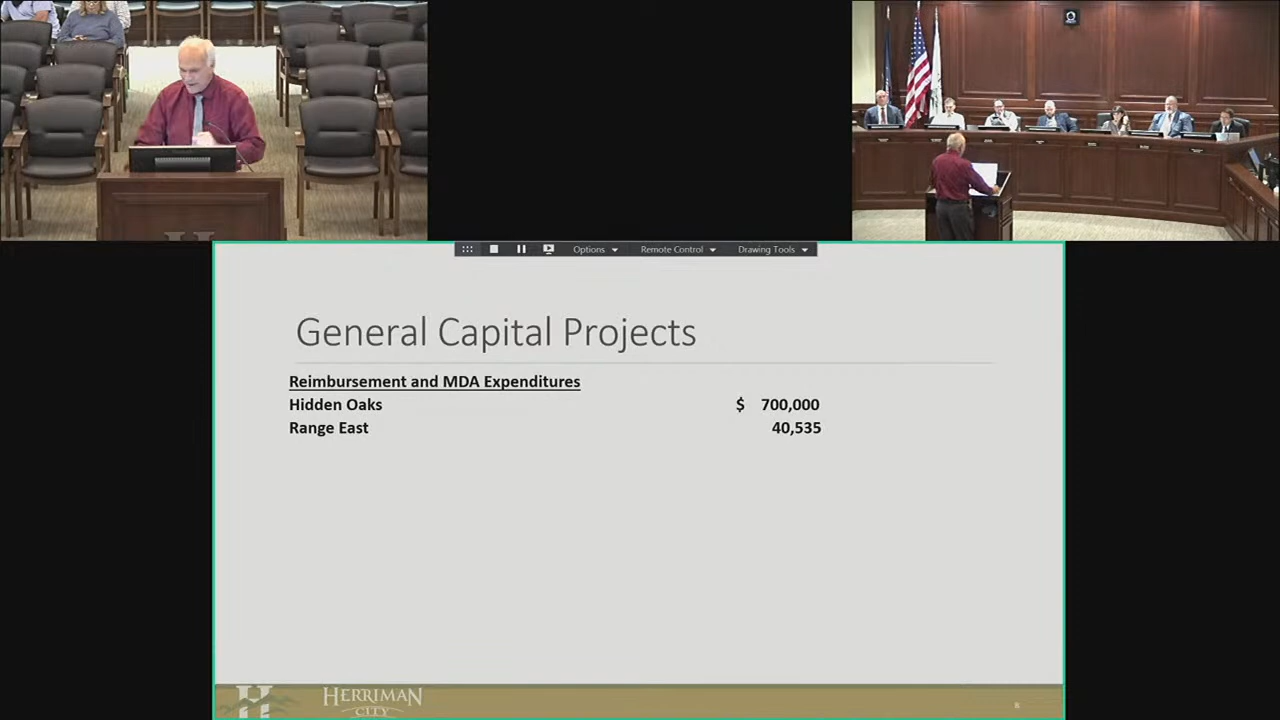 Options
Remote Control
Drawing Tools
General Capital Projects
Reimbursement and MDA Expenditures
Hidden Oaks $ 700,000
Range East 40,535
H HERRIMAN
CITY
8